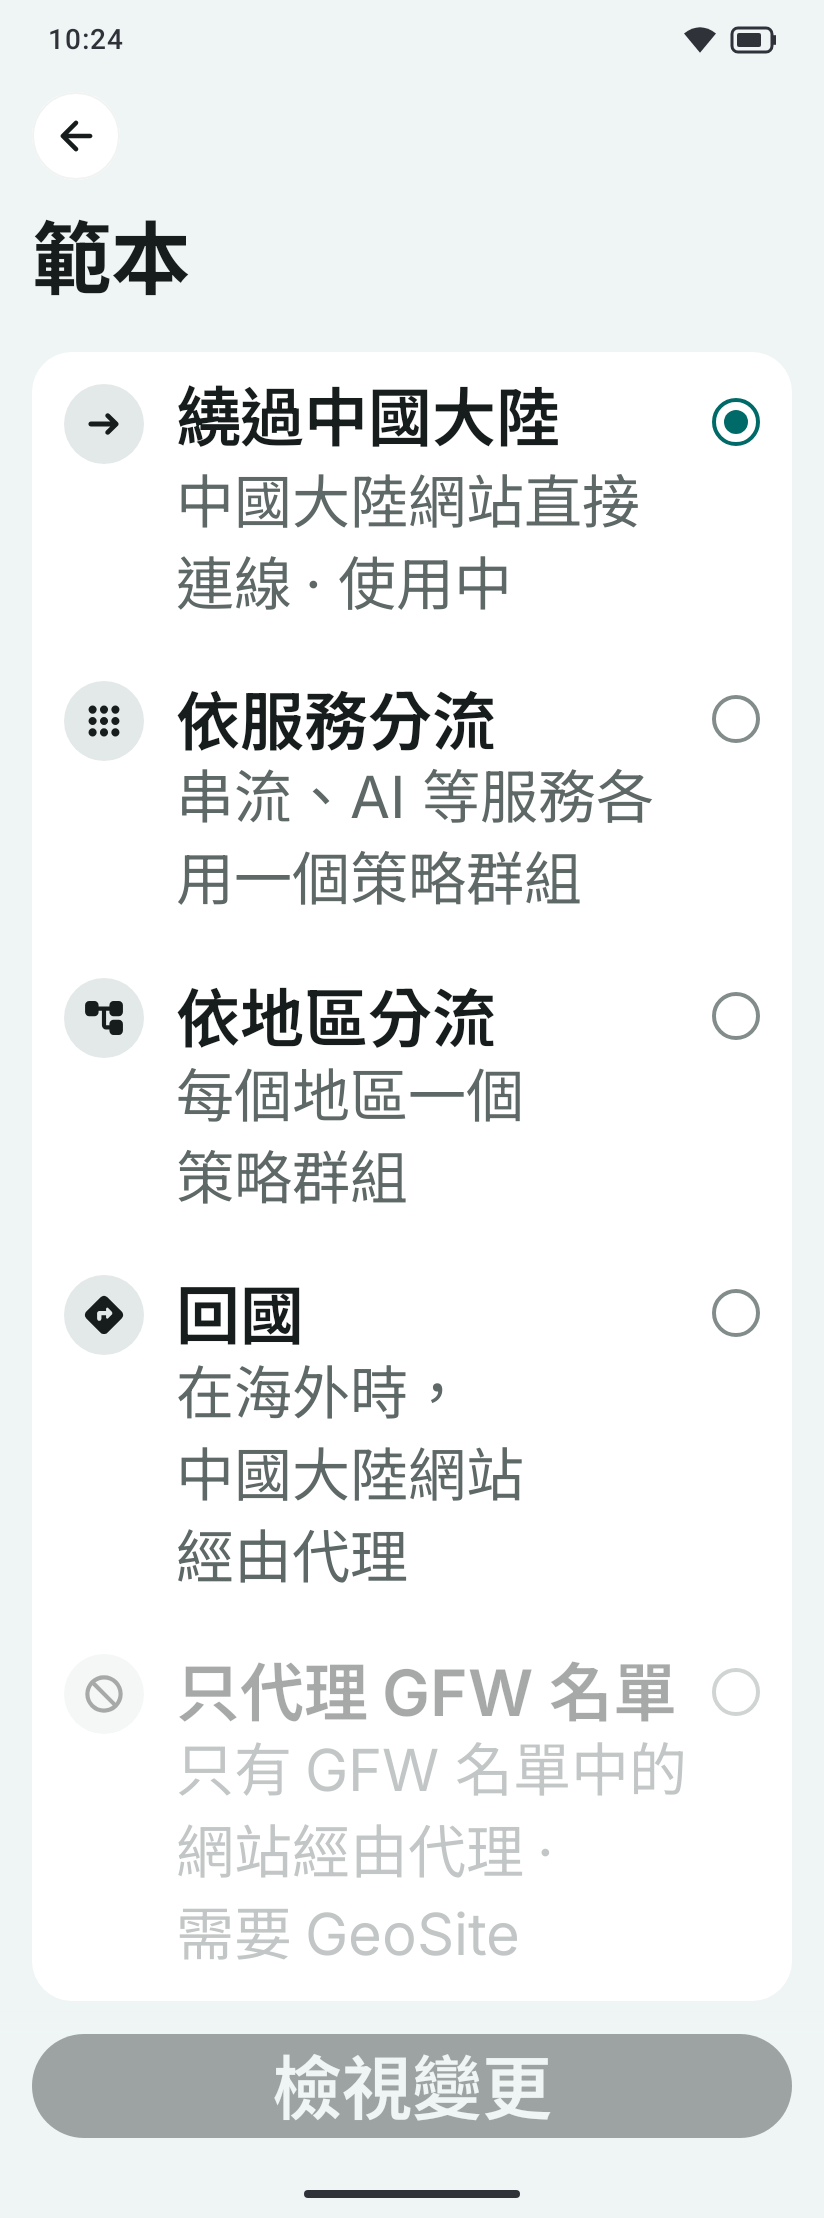 10:24
範本
繞過中國大陸
中國大陸網站直接
連線 · 使用中
依服務分流
串流、AI 等服務各
用一個策略群組
依地區分流
每個地區一個
策略群組
回國
在海外時，
中國大陸網站
經由代理
只代理 GFW 名單
只有 GFW 名單中的
網站經由代理 ·
需要 GeoSite
檢視變更